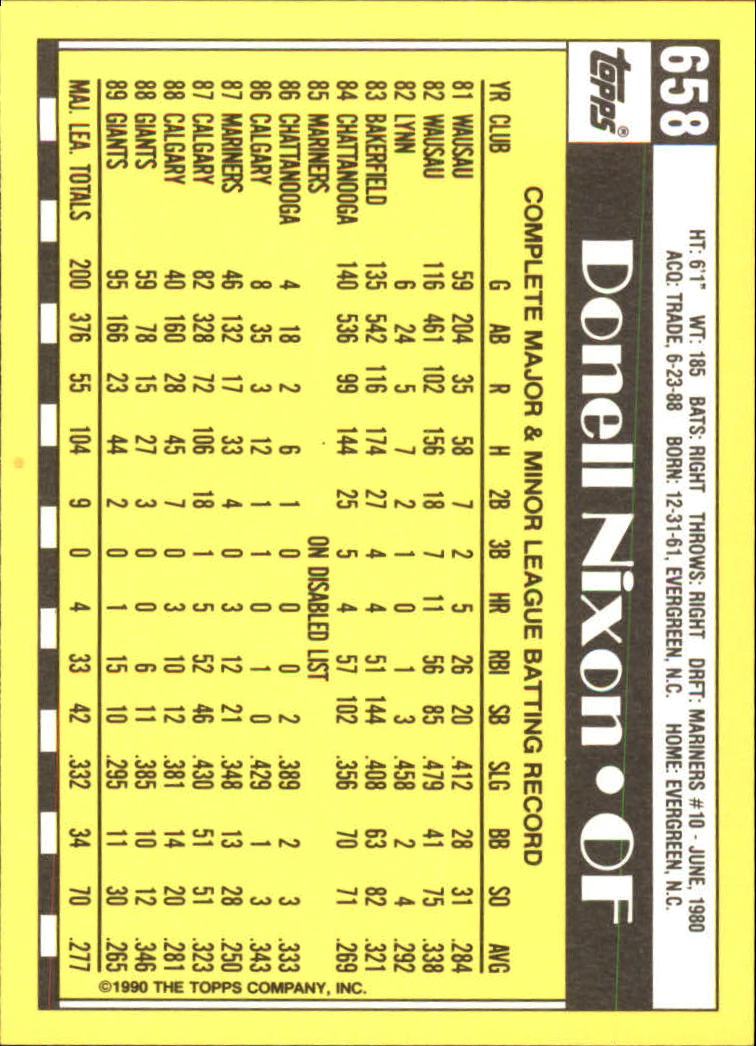 658
HT: 6'1" WT: 185 BATS: RIGHT THROWS: RIGHT DRFT: MARINERS #10 - JUNE, 1980
ACQ: TRADE, 6-23-88 BORN: 12-31-61, EVERGREEN, N.C. HOME: EVERGREEN, N.C.
topps®
Donell Nixon • OF
COMPLETE MAJOR & MINOR LEAGUE BATTING RECORD
YR CLUB G AB R H 2B 3B HR RBI SB SLG BB SO AVG
81 WAUSAU 59 204 35 58 7 2 5 26 20 .412 28 31 .284
82 WAUSAU 116 461 102 156 18 7 11 56 85 .479 41 75 .338
82 LYNN 6 24 5 7 2 1 0 1 3 .458 2 4 .292
83 BAKERFIELD 135 542 116 174 27 4 4 51 144 .408 63 82 .321
84 CHATTANOOGA 140 536 99 144 25 5 4 57 102 .356 70 71 .269
85 MARINERS ON DISABLED LIST
86 CHATTANOOGA 4 18 2 6 1 0 0 0 2 .389 2 3 .333
86 CALGARY 8 35 3 12 1 1 0 1 0 .429 1 3 .343
87 MARINERS 46 132 17 33 4 0 3 12 21 .348 13 28 .250
87 CALGARY 82 328 72 106 18 1 5 52 46 .430 51 51 .323
88 CALGARY 40 160 28 45 7 0 3 10 12 .381 14 20 .281
88 GIANTS 59 78 15 27 3 0 0 6 11 .385 10 12 .346
89 GIANTS 95 166 23 44 2 0 1 15 10 .295 11 30 .265
MAJ. LEA. TOTALS 200 376 55 104 9 0 4 33 42 .332 34 70 .277
©1990 THE TOPPS COMPANY, INC.